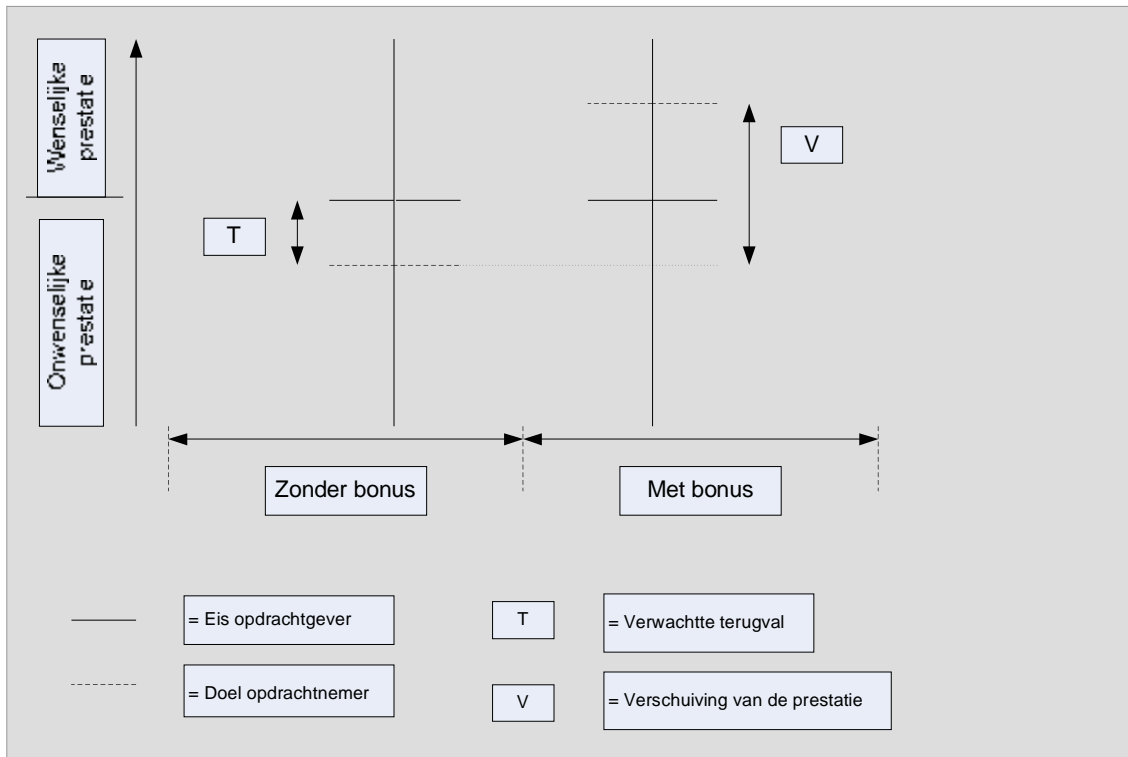 Wenselijke
prestatie
Onwenselijke
prestatie
T
V
Zonder bonus
Met bonus
= Eis opdrachtgever
T
= Verwachtte terugval
= Doel opdrachtnemer
V
= Verschuiving van de prestatie